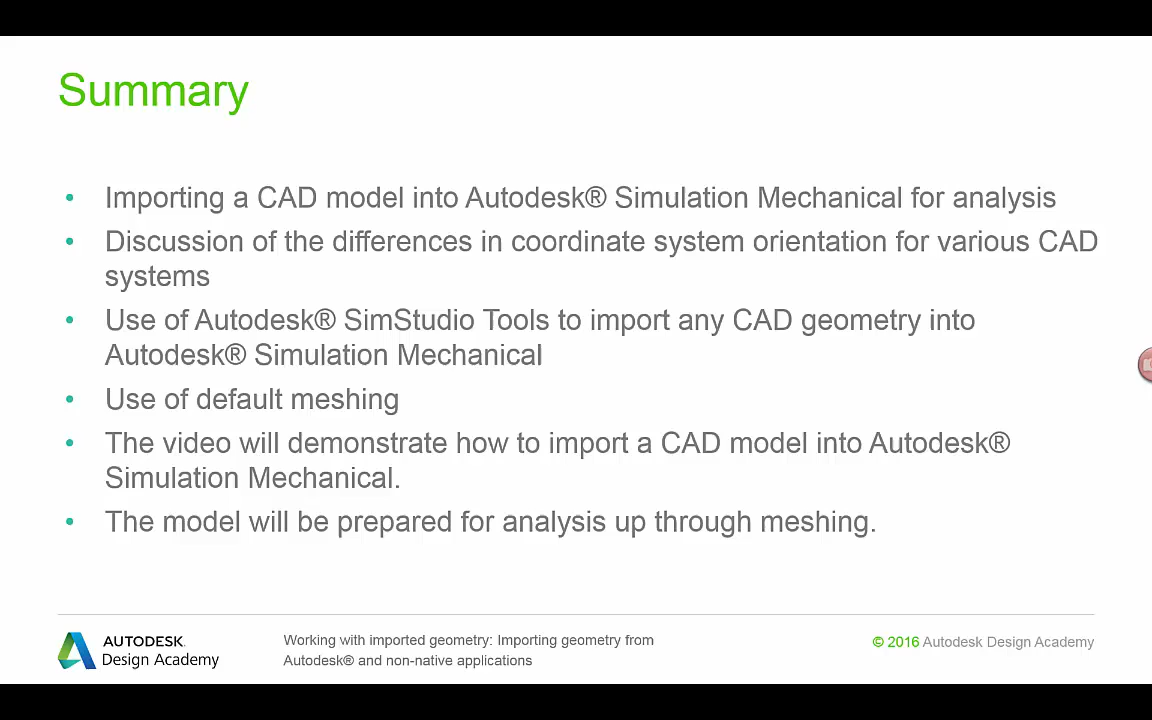 Summary
• Importing a CAD model into Autodesk® Simulation Mechanical for analysis
• Discussion of the differences in coordinate system orientation for various CAD
systems
• Use of Autodesk® SimStudio Tools to import any CAD geometry into
Autodesk® Simulation Mechanical
• Use of default meshing
• The video will demonstrate how to import a CAD model into Autodesk®
Simulation Mechanical.
• The model will be prepared for analysis up through meshing.
AUTODESK.
Design Academy
Working with imported geometry: Importing geometry from
Autodesk® and non-native applications
© 2016 Autodesk Design Academy